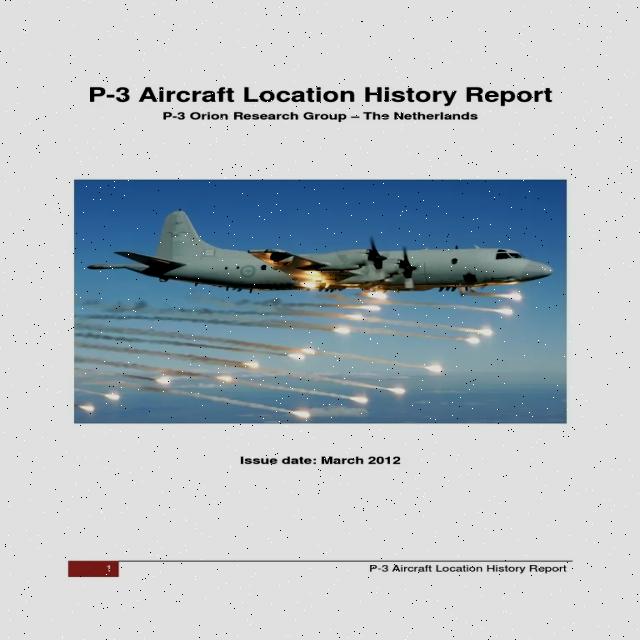 P-3 Aircraft Location History Report
P-3 Orion Research Group – The Netherlands
Issue date: March 2012
1
P-3 Aircraft Location History Report